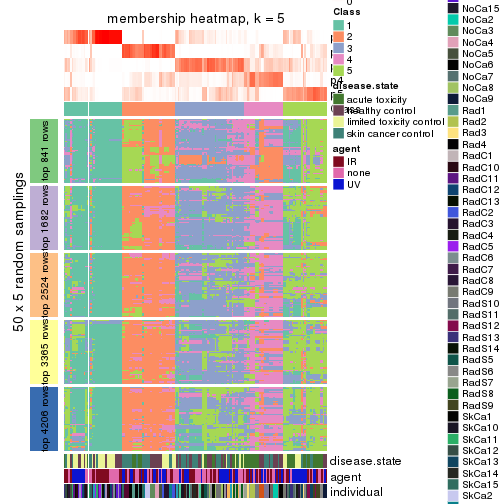 membership heatmap, k = 5
Class
1
2
3
4
5
disease.state
acute toxicity
healthy control
limited toxicity control
skin cancer control
agent
IR
none
UV
50 x 5 random samplings
top 841 rows
top 1682 rows
top 2524 rows
top 3365 rows
top 4206 rows
disease.state
agent
individual
NoCa15
NoCa2
NoCa3
NoCa4
NoCa5
NoCa6
NoCa7
NoCa8
NoCa9
Rad1
Rad2
Rad3
Rad4
RadC1
RadC10
RadC11
RadC12
RadC13
RadC2
RadC3
RadC4
RadC5
RadC6
RadC7
RadC8
RadC9
RadS10
RadS11
RadS12
RadS13
RadS14
RadS5
RadS6
RadS7
RadS8
RadS9
SkCa1
SkCa10
SkCa11
SkCa12
SkCa13
SkCa14
SkCa15